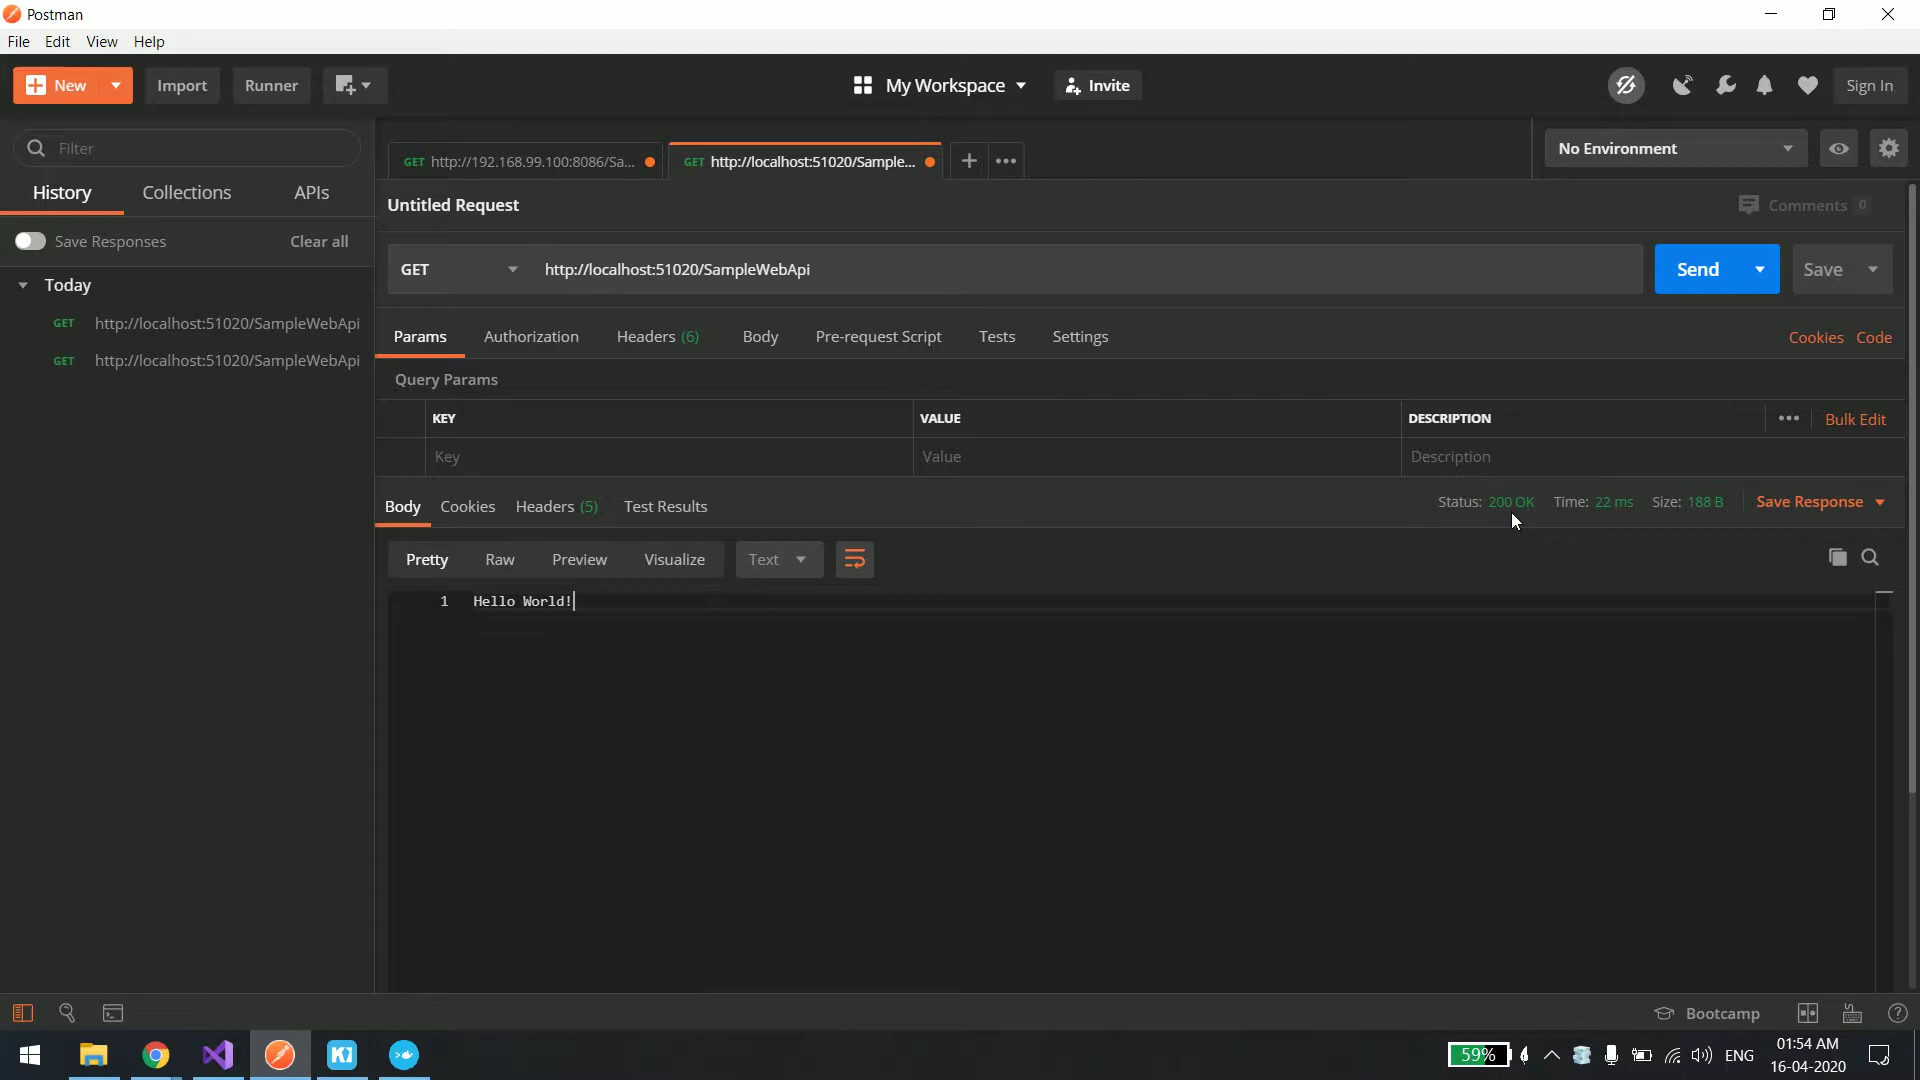 Postman
File Edit View Help
New Import Runner My Workspace Invite Sign In
Filter
GET http://192.168.99.100:8086/Sa... GET http://localhost:51020/Sample... No Environment
History Collections APIs
Untitled Request Comments 0
Save Responses Clear all
GET http://localhost:51020/SampleWebApi Send Save
Today
GET http://localhost:51020/SampleWebApi
GET http://localhost:51020/SampleWebApi
Params Authorization Headers (6) Body Pre-request Script Tests Settings Cookies Code
Query Params
KEY VALUE DESCRIPTION Bulk Edit
Key Value Description
Body Cookies Headers (5) Test Results Status: 200 OK Time: 22 ms Size: 188 B Save Response
Pretty Raw Preview Visualize Text
1 Hello World!
Bootcamp
59% ENG 01:54 AM
16-04-2020